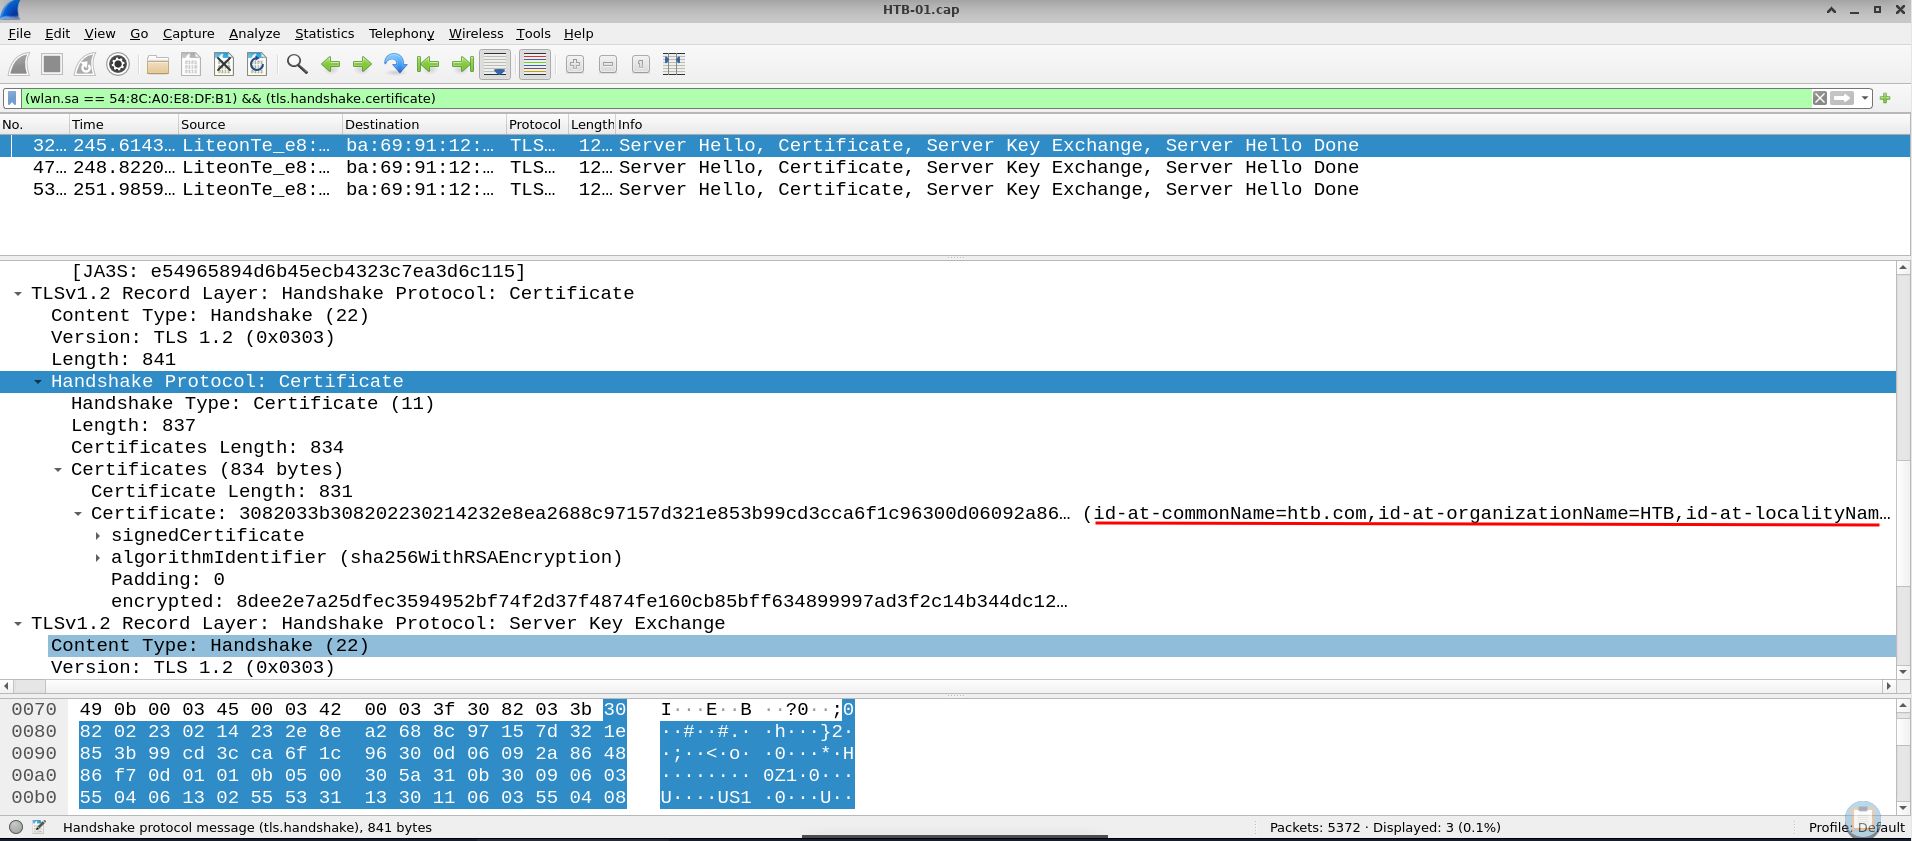 HTB-01.cap
File Edit View Go Capture Analyze Statistics Telephony Wireless Tools Help
(wlan.sa == 54:8C:A0:E8:DF:B1) && (tls.handshake.certificate)
No. Time Source Destination Protocol Length Info
32… 245.6143… LiteonTe_e8:… ba:69:91:12:… TLS… 12… Server Hello, Certificate, Server Key Exchange, Server Hello Done
47… 248.8220… LiteonTe_e8:… ba:69:91:12:… TLS… 12… Server Hello, Certificate, Server Key Exchange, Server Hello Done
53… 251.9859… LiteonTe_e8:… ba:69:91:12:… TLS… 12… Server Hello, Certificate, Server Key Exchange, Server Hello Done
[JA3S: e54965894d6b45ecb4323c7ea3d6c115]
TLSv1.2 Record Layer: Handshake Protocol: Certificate
Content Type: Handshake (22)
Version: TLS 1.2 (0x0303)
Length: 841
Handshake Protocol: Certificate
Handshake Type: Certificate (11)
Length: 837
Certificates Length: 834
Certificates (834 bytes)
Certificate Length: 831
Certificate: 3082033b308202230214232e8ea2688c97157d321e853b99cd3cca6f1c96300d06092a86… (id-at-commonName=htb.com,id-at-organizationName=HTB,id-at-localityNam…
signedCertificate
algorithmIdentifier (sha256WithRSAEncryption)
Padding: 0
encrypted: 8dee2e7a25dfec3594952bf74f2d37f4874fe160cb85bff634899997ad3f2c14b344dc12…
TLSv1.2 Record Layer: Handshake Protocol: Server Key Exchange
Content Type: Handshake (22)
Version: TLS 1.2 (0x0303)
0070 49 0b 00 03 45 00 03 42 00 03 3f 30 82 03 3b 30 I···E··B ··?0··;0
0080 82 02 23 02 14 23 2e 8e a2 68 8c 97 15 7d 32 1e ··#··#.· ·h···}2·
0090 85 3b 99 cd 3c ca 6f 1c 96 30 0d 06 09 2a 86 48 ·;··<·o· ·0···*·H
00a0 86 f7 0d 01 01 0b 05 00 30 5a 31 0b 30 09 06 03 ········ 0Z1·0···
00b0 55 04 06 13 02 55 53 31 13 30 11 06 03 55 04 08 U····US1 ·0···U··
Handshake protocol message (tls.handshake), 841 bytes Packets: 5372 · Displayed: 3 (0.1%) Profile: Default